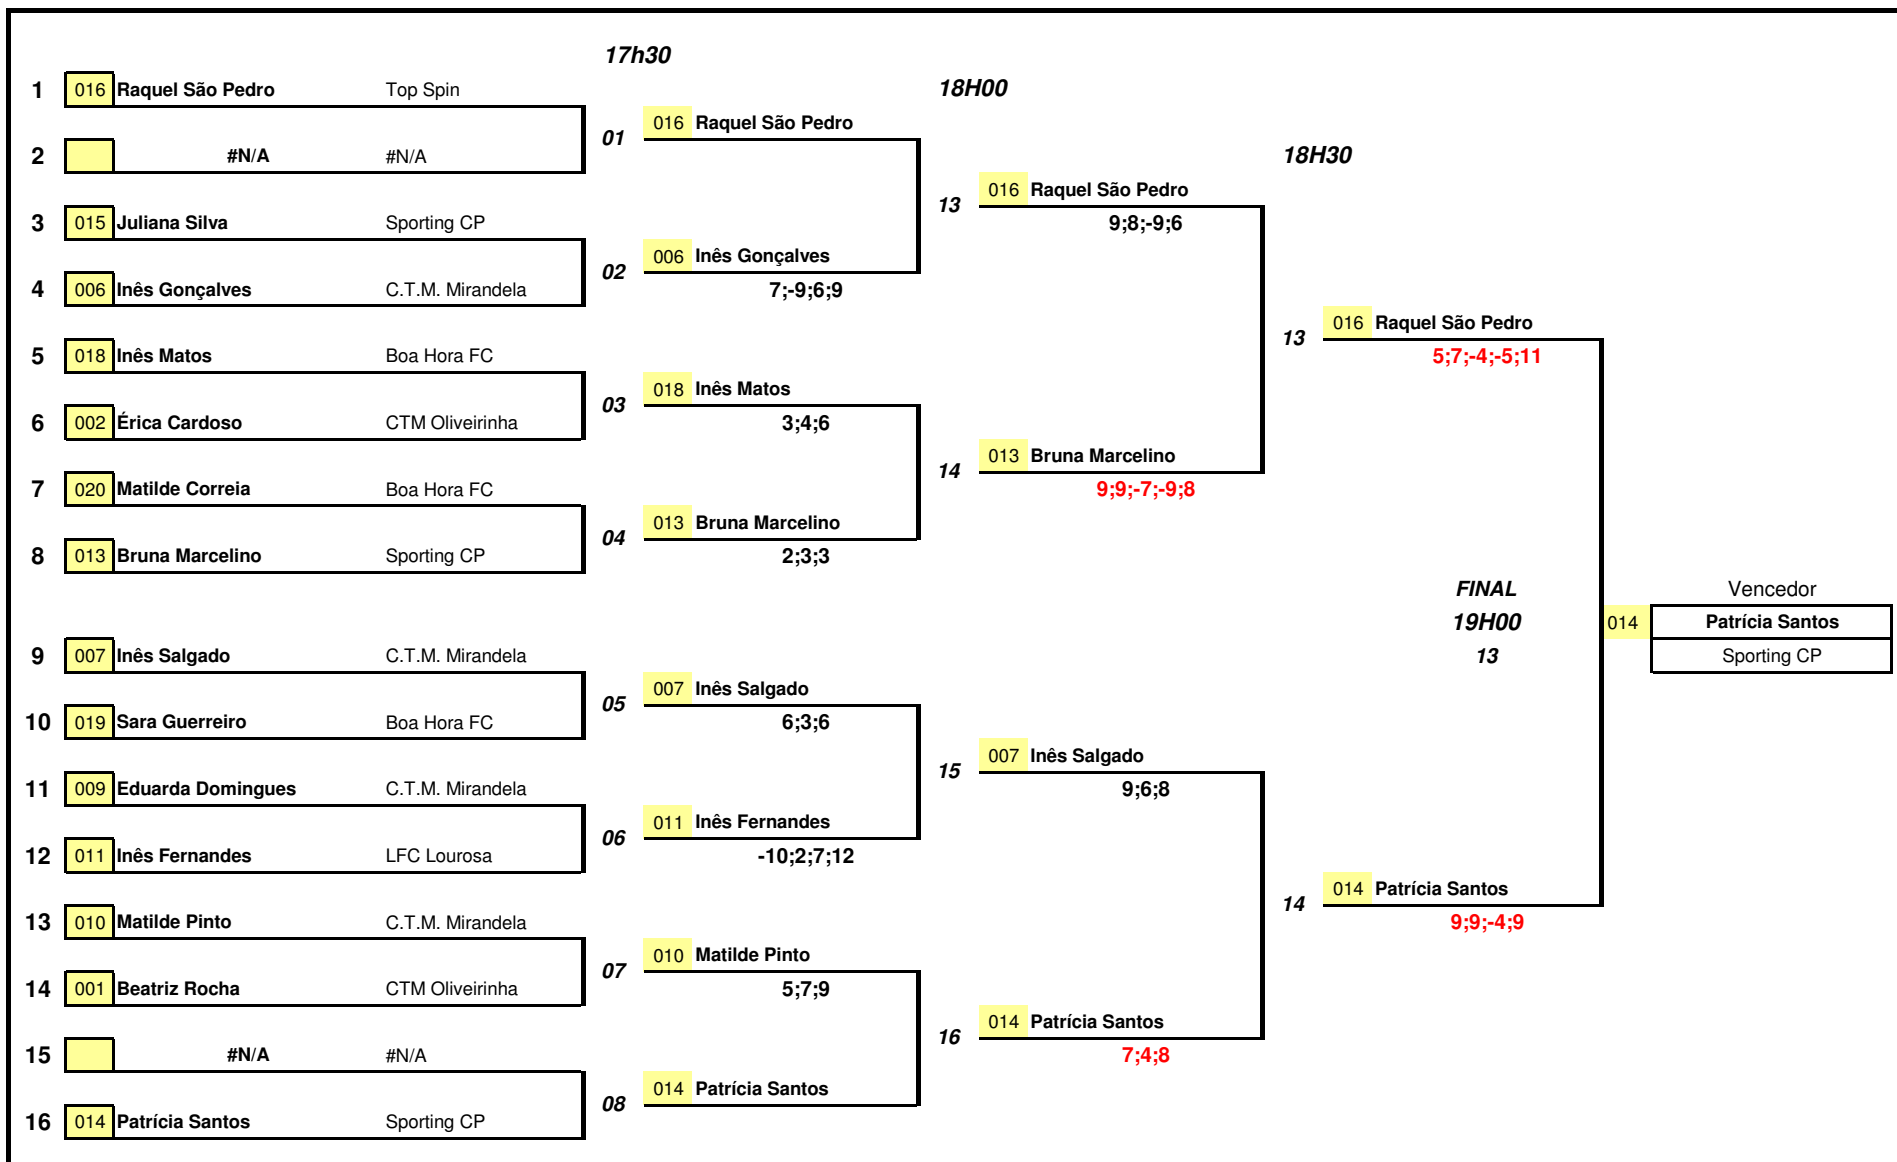 17h30
1 016 Raquel São Pedro Top Spin
18H00
01 016 Raquel São Pedro
2 #N/A #N/A
18H30
13 016 Raquel São Pedro
9;8;-9;6
3 015 Juliana Silva Sporting CP
02 006 Inês Gonçalves
7;-9;6;9
4 006 Inês Gonçalves C.T.M. Mirandela
13 016 Raquel São Pedro
5;7;-4;-5;11
5 018 Inês Matos Boa Hora FC
03 018 Inês Matos
3;4;6
6 002 Érica Cardoso CTM Oliveirinha
14 013 Bruna Marcelino
9;9;-7;-9;8
7 020 Matilde Correia Boa Hora FC
04 013 Bruna Marcelino
2;3;3
8 013 Bruna Marcelino Sporting CP
FINAL Vencedor
19H00 014 Patrícia Santos
13 Sporting CP
9 007 Inês Salgado C.T.M. Mirandela
05 007 Inês Salgado
6;3;6
10 019 Sara Guerreiro Boa Hora FC
15 007 Inês Salgado
9;6;8
11 009 Eduarda Domingues C.T.M. Mirandela
06 011 Inês Fernandes
-10;2;7;12
12 011 Inês Fernandes LFC Lourosa
14 014 Patrícia Santos
9;9;-4;9
13 010 Matilde Pinto C.T.M. Mirandela
07 010 Matilde Pinto
5;7;9
14 001 Beatriz Rocha CTM Oliveirinha
16 014 Patrícia Santos
7;4;8
15 #N/A #N/A
08 014 Patrícia Santos
16 014 Patrícia Santos Sporting CP